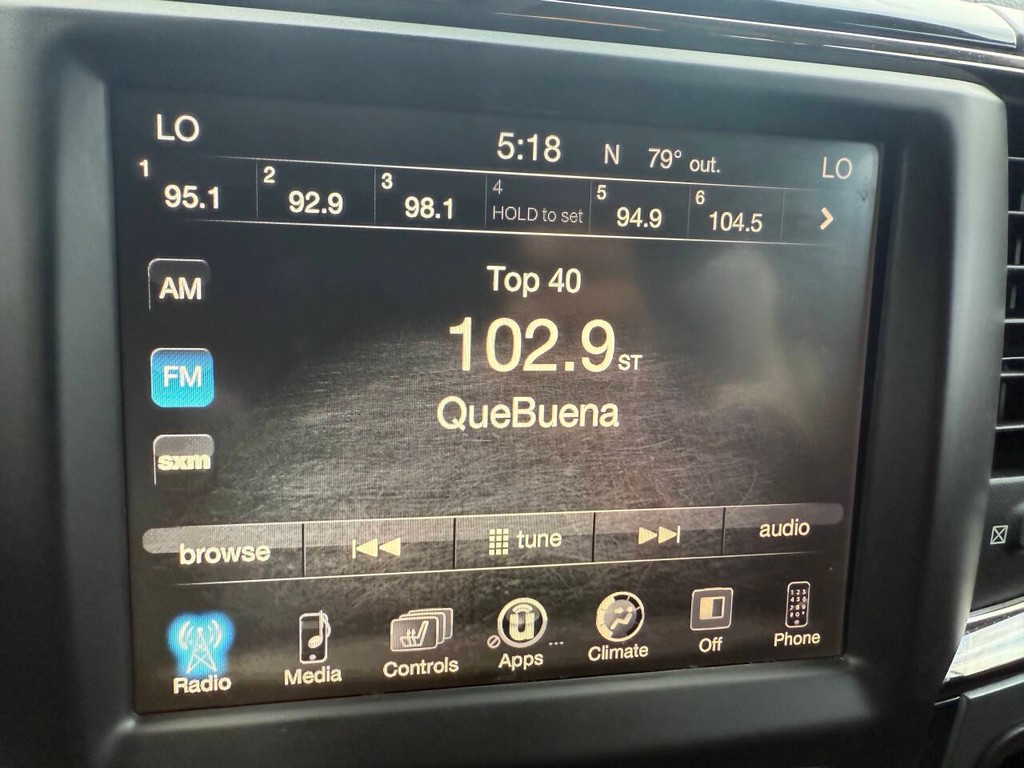 LO 5:18 N 79° out. LO
1 95.1 2 92.9 3 98.1 4 HOLD to set 5 94.9 6 104.5
AM
Top 40
102.9 ST
FM
QueBuena
sxm
browse tune audio
Radio Media Controls Apps Climate Off Phone